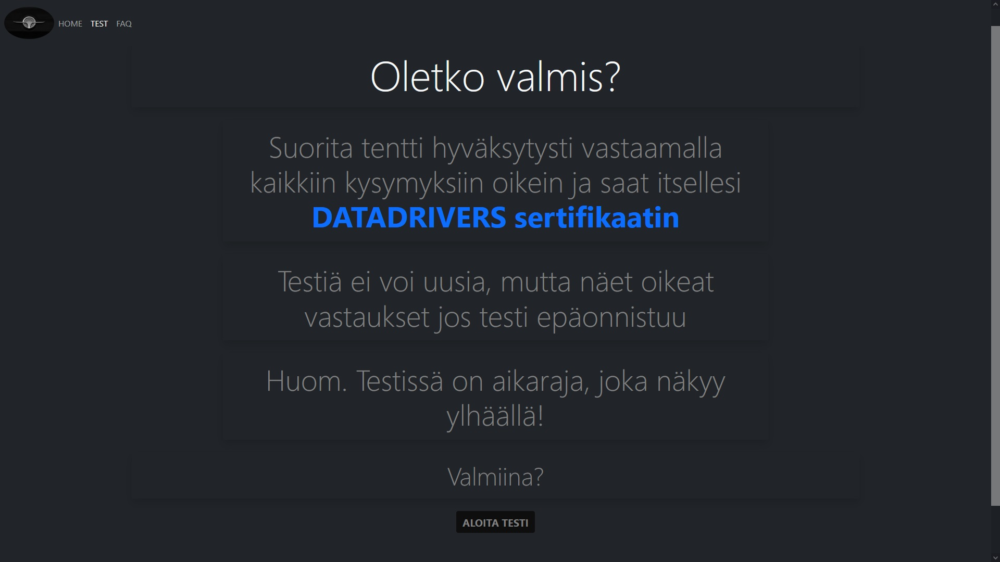 HOME TEST FAQ
Oletko valmis?
Suorita tentti hyväksytysti vastaamalla
kaikkiin kysymyksiin oikein ja saat itsellesi
DATADRIVERS sertifikaatin
Testiä ei voi uusia, mutta näet oikeat
vastaukset jos testi epäonnistuu
Huom. Testissä on aikaraja, joka näkyy
ylhäällä!
Valmiina?
ALOITA TESTI